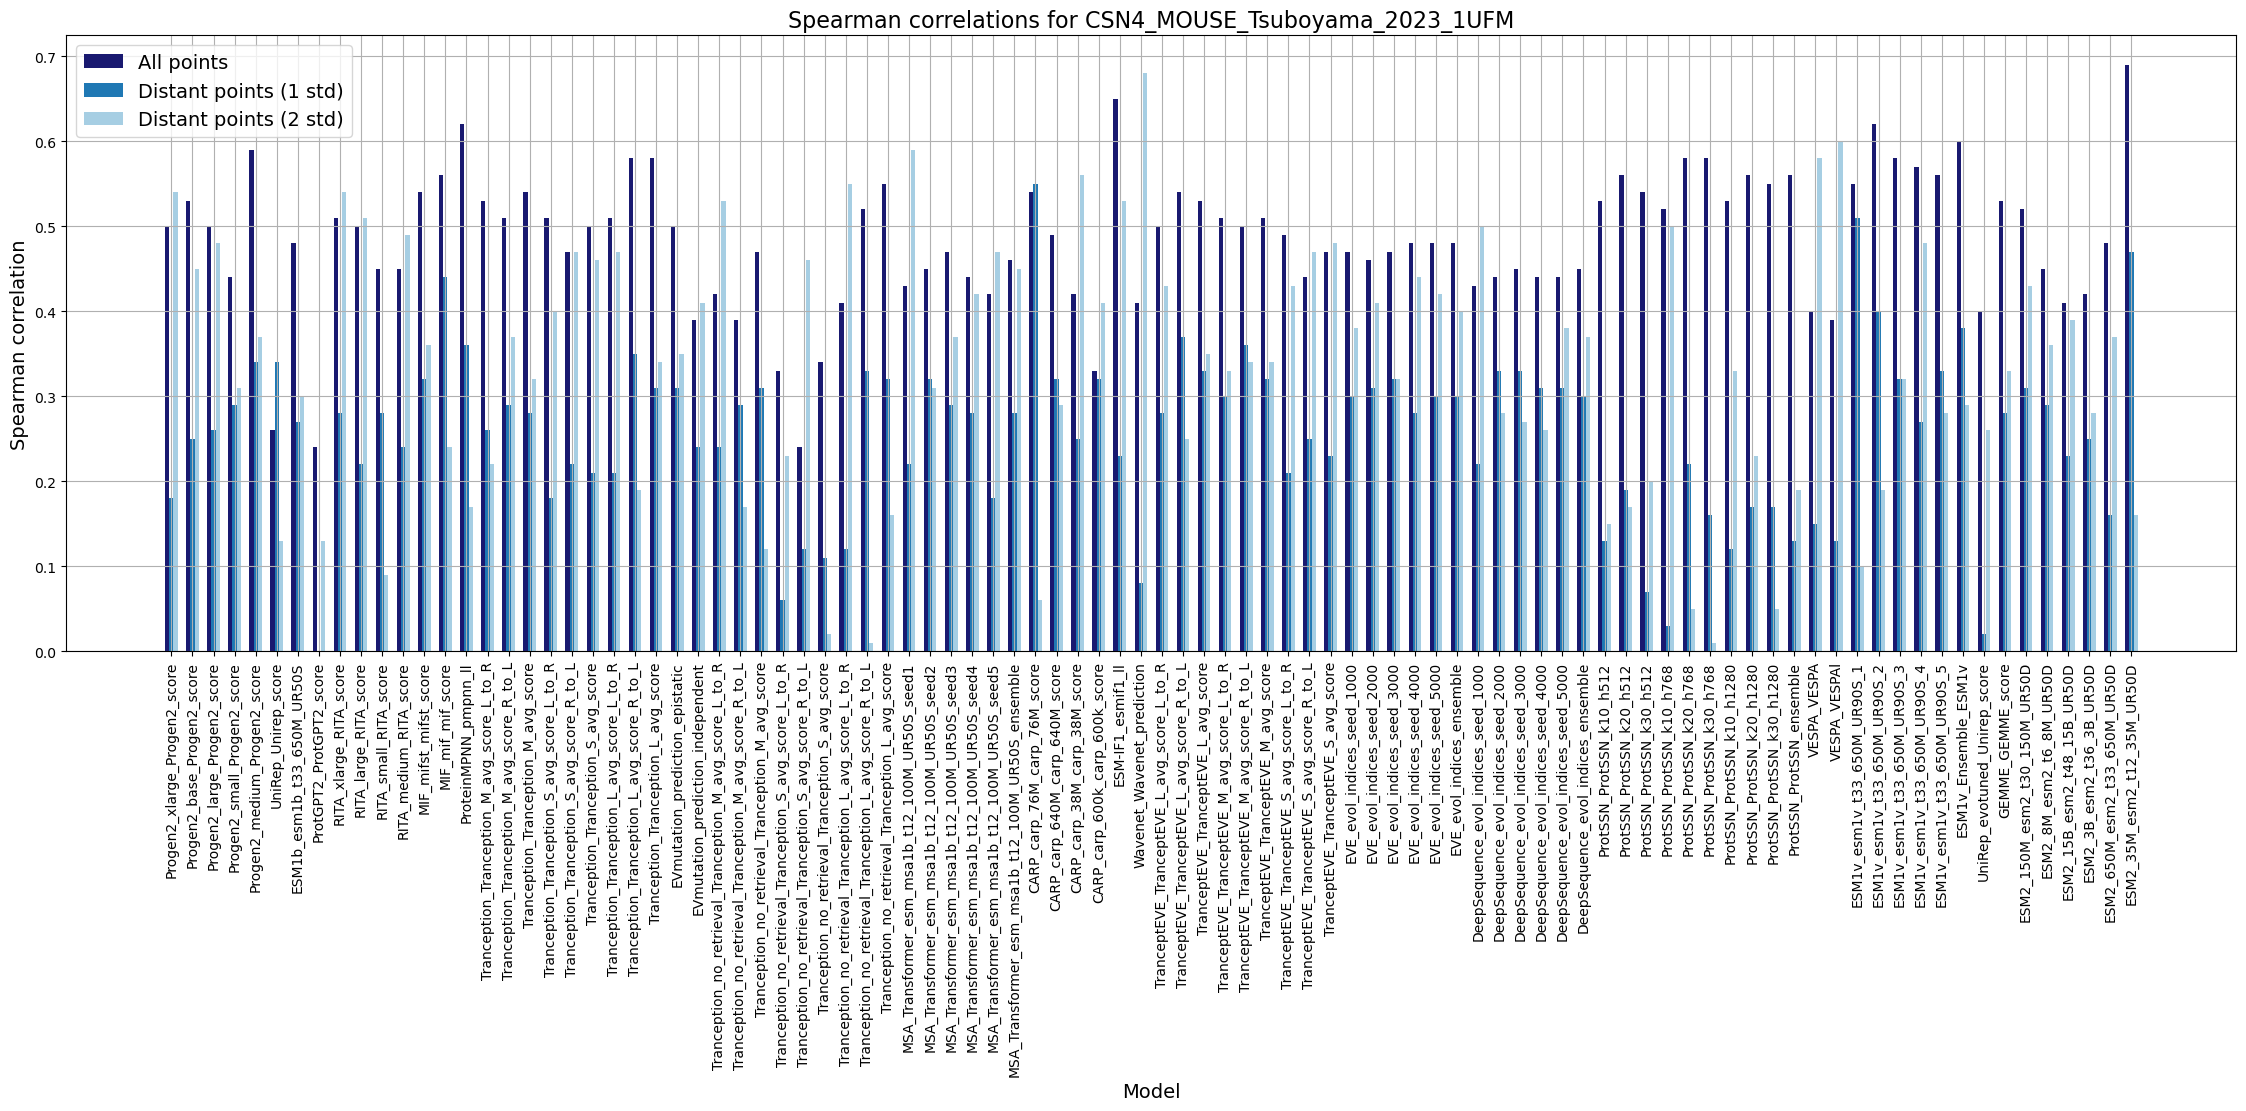 Spearman correlations for CSN4_MOUSE_Tsuboyama_2023_1UFM
All points
Distant points (1 std)
Distant points (2 std)
Spearman correlation
0.7
0.6
0.5
0.4
0.3
0.2
0.1
0.0
Progen2_xlarge_Progen2_score
Progen2_base_Progen2_score
Progen2_large_Progen2_score
Progen2_small_Progen2_score
Progen2_medium_Progen2_score
UniRep_Unirep_score
ESM1b_esm1b_t33_650M_UR50S
ProtGPT2_ProtGPT2_score
RITA_xlarge_RITA_score
RITA_large_RITA_score
RITA_small_RITA_score
RITA_medium_RITA_score
MIF_mifst_mifst_score
MIF_mif_mif_score
ProteinMPNN_pmpnn_ll
Tranception_Tranception_M_avg_score_L_to_R
Tranception_Tranception_M_avg_score_R_to_L
Tranception_Tranception_M_avg_score
Tranception_Tranception_S_avg_score_L_to_R
Tranception_Tranception_S_avg_score_R_to_L
Tranception_Tranception_S_avg_score
Tranception_Tranception_L_avg_score_L_to_R
Tranception_Tranception_L_avg_score_R_to_L
Tranception_Tranception_L_avg_score
EVmutation_prediction_epistatic
EVmutation_prediction_independent
Tranception_no_retrieval_Tranception_M_avg_score_L_to_R
Tranception_no_retrieval_Tranception_M_avg_score_R_to_L
Tranception_no_retrieval_Tranception_M_avg_score
Tranception_no_retrieval_Tranception_S_avg_score_L_to_R
Tranception_no_retrieval_Tranception_S_avg_score_R_to_L
Tranception_no_retrieval_Tranception_S_avg_score
Tranception_no_retrieval_Tranception_L_avg_score_L_to_R
Tranception_no_retrieval_Tranception_L_avg_score_R_to_L
Tranception_no_retrieval_Tranception_L_avg_score
MSA_Transformer_esm_msa1b_t12_100M_UR50S_seed1
MSA_Transformer_esm_msa1b_t12_100M_UR50S_seed2
MSA_Transformer_esm_msa1b_t12_100M_UR50S_seed3
MSA_Transformer_esm_msa1b_t12_100M_UR50S_seed4
MSA_Transformer_esm_msa1b_t12_100M_UR50S_seed5
MSA_Transformer_esm_msa1b_t12_100M_UR50S_ensemble
CARP_carp_76M_carp_76M_score
CARP_carp_640M_carp_640M_score
CARP_carp_38M_carp_38M_score
CARP_carp_600k_carp_600k_score
ESM-IF1_esmif1_ll
Wavenet_Wavenet_prediction
TranceptEVE_TranceptEVE_L_avg_score_L_to_R
TranceptEVE_TranceptEVE_L_avg_score_R_to_L
TranceptEVE_TranceptEVE_L_avg_score
TranceptEVE_TranceptEVE_M_avg_score_L_to_R
TranceptEVE_TranceptEVE_M_avg_score_R_to_L
TranceptEVE_TranceptEVE_M_avg_score
TranceptEVE_TranceptEVE_S_avg_score_L_to_R
TranceptEVE_TranceptEVE_S_avg_score_R_to_L
TranceptEVE_TranceptEVE_S_avg_score
EVE_evol_indices_seed_1000
EVE_evol_indices_seed_2000
EVE_evol_indices_seed_3000
EVE_evol_indices_seed_4000
EVE_evol_indices_seed_5000
EVE_evol_indices_ensemble
DeepSequence_evol_indices_seed_1000
DeepSequence_evol_indices_seed_2000
DeepSequence_evol_indices_seed_3000
DeepSequence_evol_indices_seed_4000
DeepSequence_evol_indices_seed_5000
DeepSequence_evol_indices_ensemble
ProtSSN_ProtSSN_k10_h512
ProtSSN_ProtSSN_k20_h512
ProtSSN_ProtSSN_k30_h512
ProtSSN_ProtSSN_k10_h768
ProtSSN_ProtSSN_k20_h768
ProtSSN_ProtSSN_k30_h768
ProtSSN_ProtSSN_k10_h1280
ProtSSN_ProtSSN_k20_h1280
ProtSSN_ProtSSN_k30_h1280
ProtSSN_ProtSSN_ensemble
VESPA_VESPA
VESPA_VESPAl
ESM1v_esm1v_t33_650M_UR90S_1
ESM1v_esm1v_t33_650M_UR90S_2
ESM1v_esm1v_t33_650M_UR90S_3
ESM1v_esm1v_t33_650M_UR90S_4
ESM1v_esm1v_t33_650M_UR90S_5
ESM1v_Ensemble_ESM1v
UniRep_evotuned_Unirep_score
GEMME_GEMME_score
ESM2_150M_esm2_t30_150M_UR50D
ESM2_8M_esm2_t6_8M_UR50D
ESM2_15B_esm2_t48_15B_UR50D
ESM2_3B_esm2_t36_3B_UR50D
ESM2_650M_esm2_t33_650M_UR50D
ESM2_35M_esm2_t12_35M_UR50D
Model